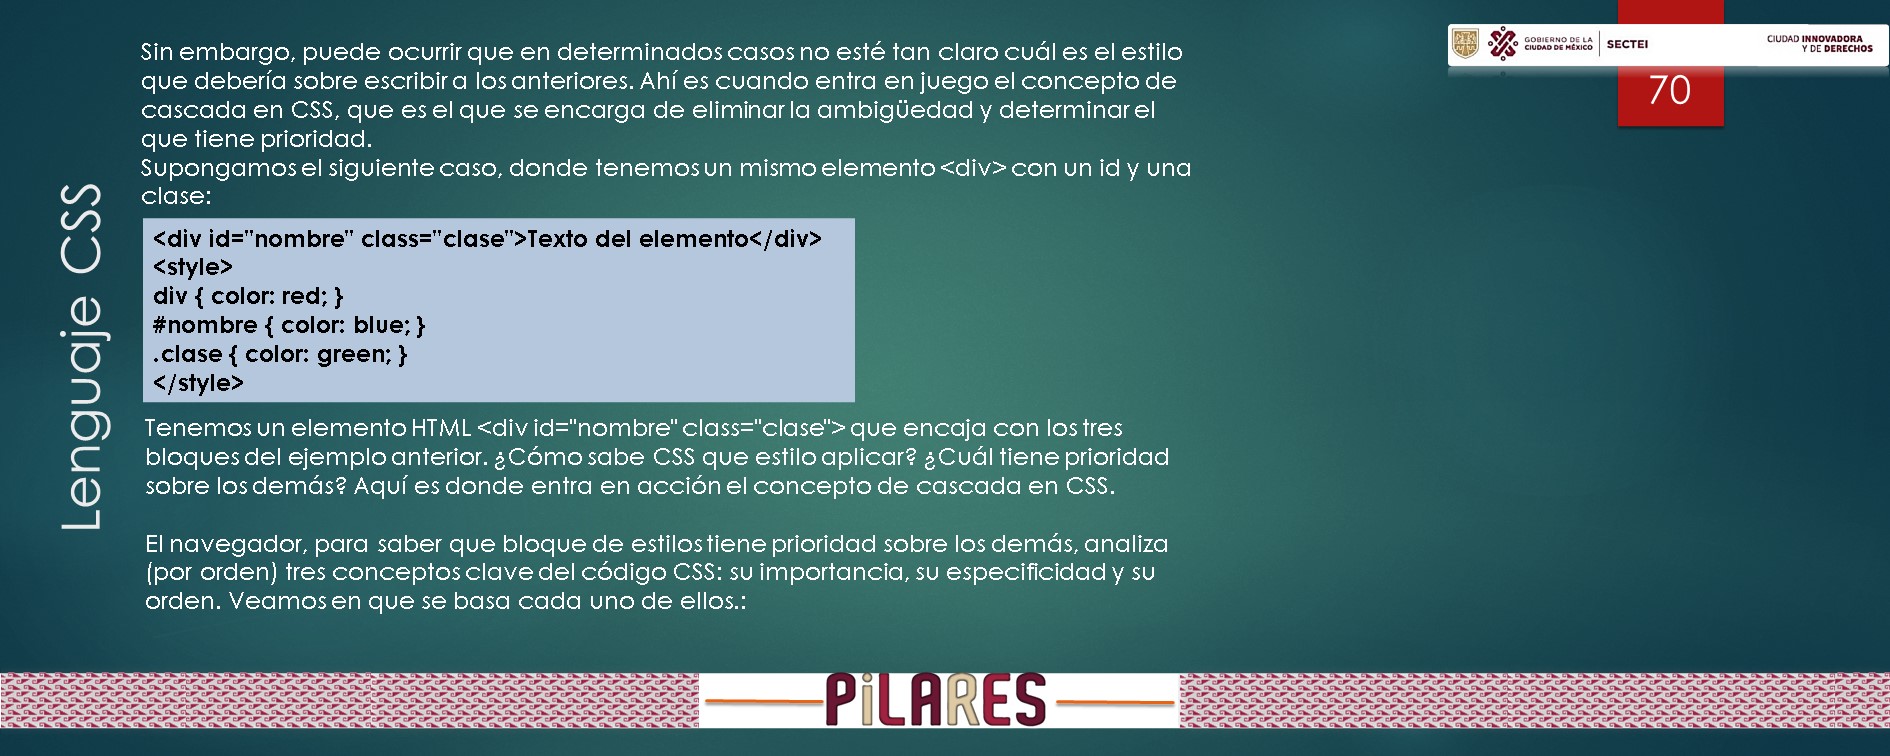 GOBIERNO DE LA
CIUDAD DE MÉXICO
SECTEI
CIUDAD INNOVADORA
Y DE DERECHOS
70
Lenguaje CSS
Sin embargo, puede ocurrir que en determinados casos no esté tan claro cuál es el estilo
que debería sobre escribir a los anteriores. Ahí es cuando entra en juego el concepto de
cascada en CSS, que es el que se encarga de eliminar la ambigüedad y determinar el
que tiene prioridad.
Supongamos el siguiente caso, donde tenemos un mismo elemento <div> con un id y una
clase:
<div id="nombre" class="clase">Texto del elemento</div>
<style>
div { color: red; }
#nombre { color: blue; }
.clase { color: green; }
</style>
Tenemos un elemento HTML <div id="nombre" class="clase"> que encaja con los tres
bloques del ejemplo anterior. ¿Cómo sabe CSS que estilo aplicar? ¿Cuál tiene prioridad
sobre los demás? Aquí es donde entra en acción el concepto de cascada en CSS.
El navegador, para saber que bloque de estilos tiene prioridad sobre los demás, analiza
(por orden) tres conceptos clave del código CSS: su importancia, su especificidad y su
orden. Veamos en que se basa cada uno de ellos.:
PiLARES